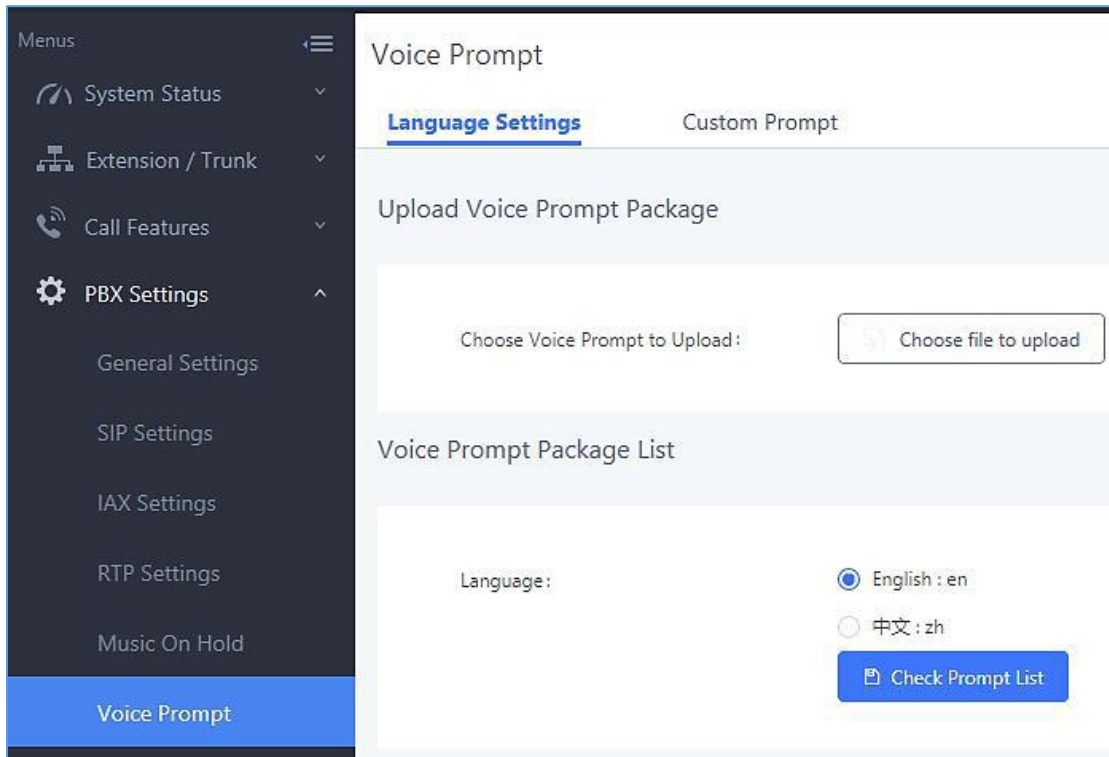 Menus
System Status
Extension / Trunk
Call Features
PBX Settings
General Settings
SIP Settings
IAX Settings
RTP Settings
Music On Hold
Voice Prompt
Voice Prompt
Language Settings Custom Prompt
Upload Voice Prompt Package
Choose Voice Prompt to Upload: Choose file to upload
Voice Prompt Package List
Language: English : en
中文 : zh
Check Prompt List